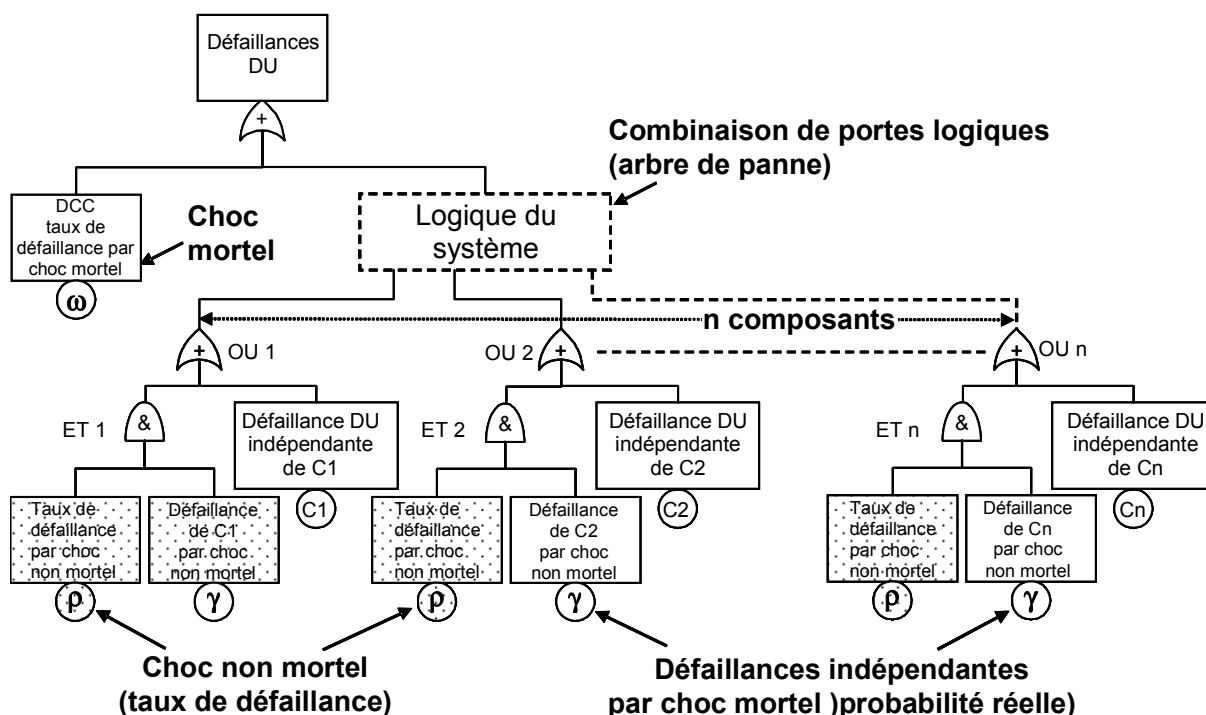 Défaillances
DU
+
Combinaison de portes logiques
(arbre de panne)
DCC
taux de
défaillance par
choc mortel
ω
Choc
mortel
Logique du
système
n composants
+
OU 1
+
OU 2
+
OU n
ET 1
&
Défaillance DU
indépendante
de C1
C1
ET 2
&
Défaillance DU
indépendante
de C2
C2
ET n
&
Défaillance DU
indépendante
de Cn
Cn
Taux de
défaillance
par choc
non mortel
ρ
Défaillance
de C1
par choc
non mortel
γ
Taux de
défaillance
par choc
non mortel
ρ
Défaillance
de C2
par choc
non mortel
γ
Taux de
défaillance
par choc
non mortel
ρ
Défaillance
de Cn
par choc
non mortel
γ
Choc non mortel
(taux de défaillance)
Défaillances indépendantes
par choc mortel )probabilité réelle)